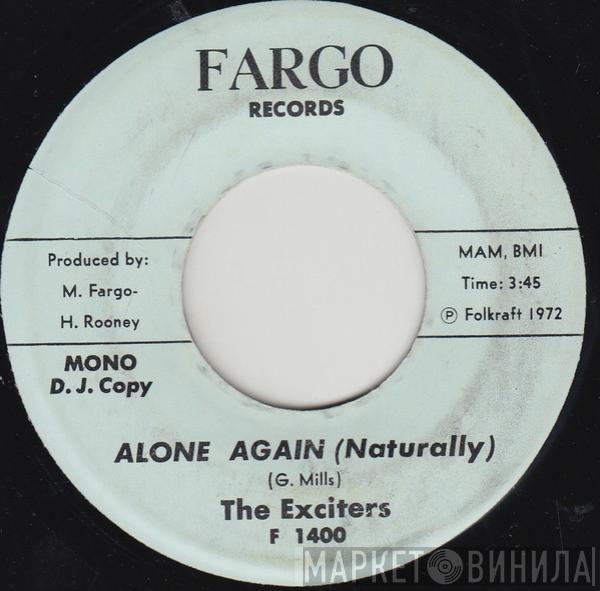 FARGO
RECORDS
Produced by:
M. Fargo-
H. Rooney
MONO
D.J. Copy
MAM, BMI
Time: 3:45
Ⓟ Folkraft 1972
ALONE AGAIN (Naturally)
(G. Mills)
The Exciters
F 1400
МАРКЕТ ВИНИЛА